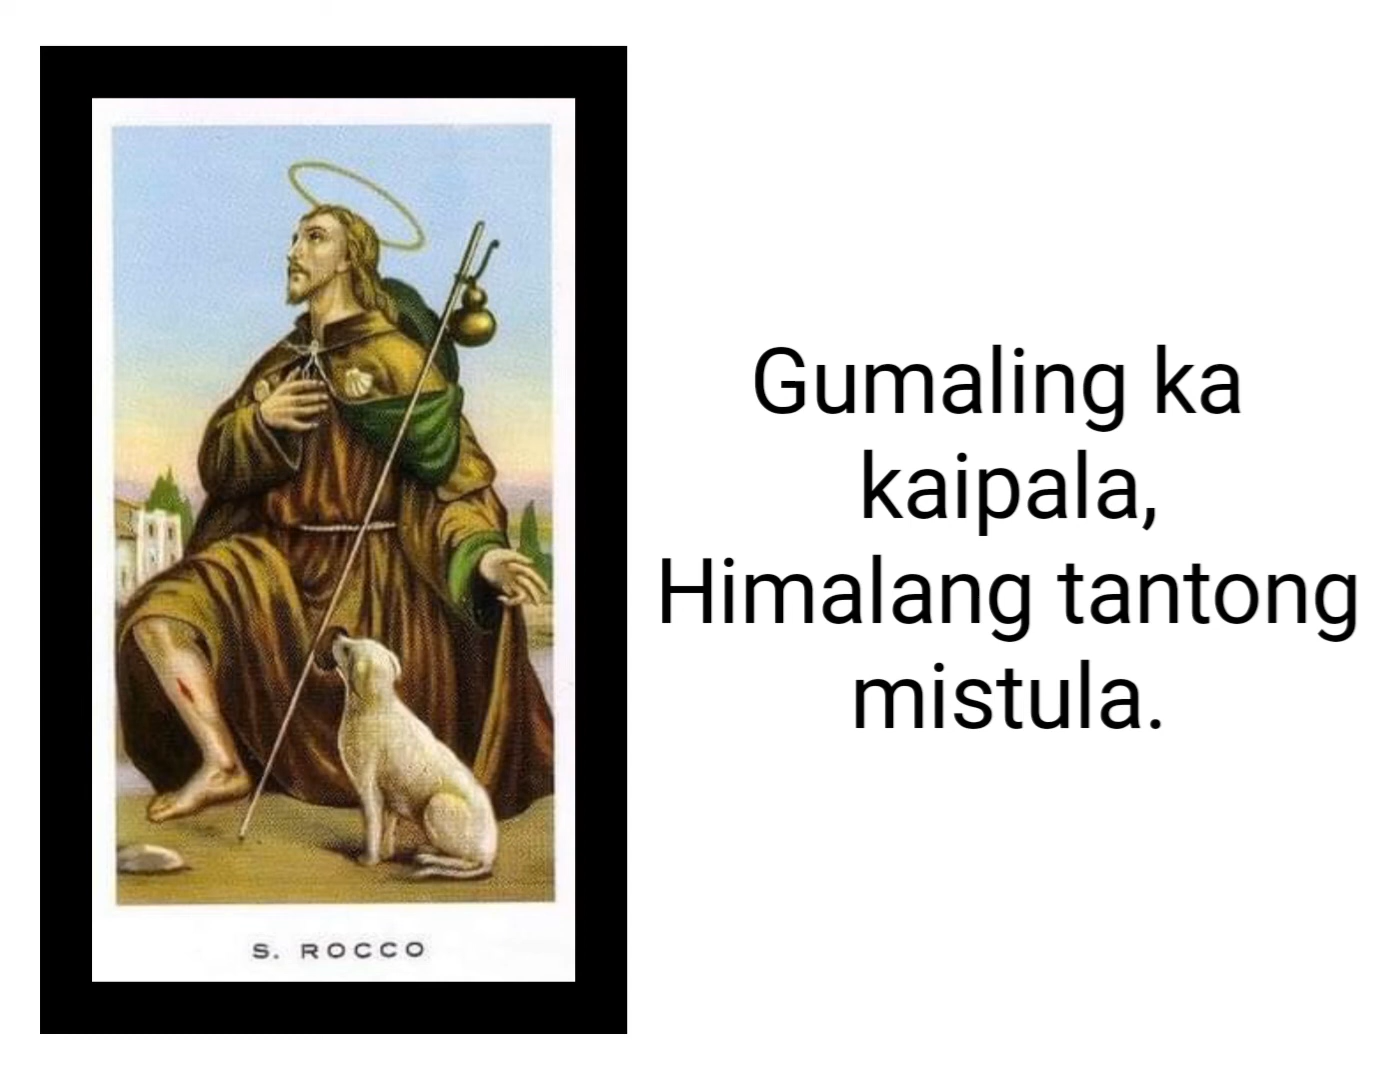 S. ROCCO
Gumaling ka
kaipala,
Himalang tantong
mistula.